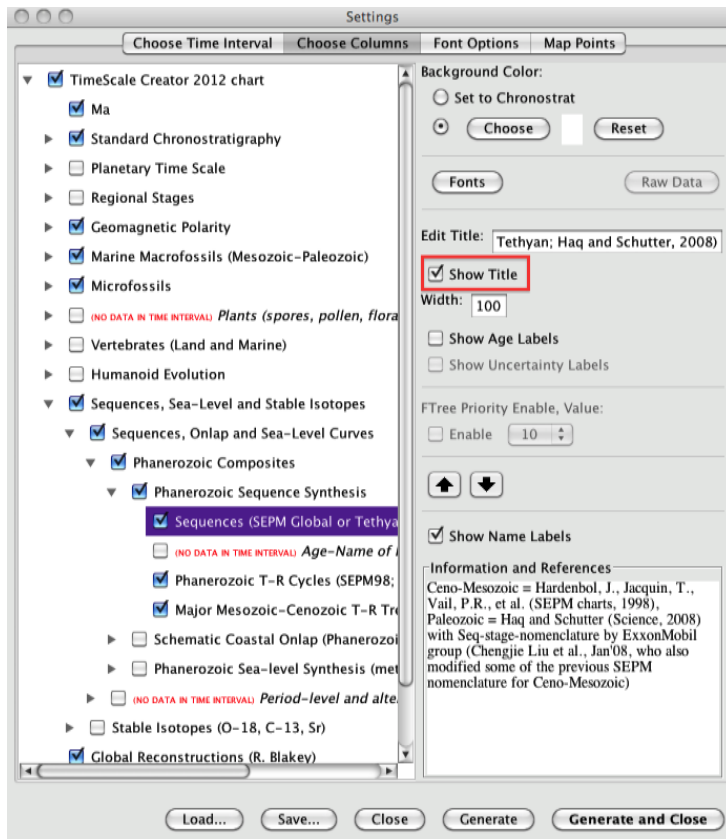 Settings
Choose Time Interval Choose Columns Font Options Map Points
TimeScale Creator 2012 chart
Ma
Standard Chronostratigraphy
Planetary Time Scale
Regional Stages
Geomagnetic Polarity
Marine Macrofossils (Mesozoic-Paleozoic)
Microfossils
(NO DATA IN TIME INTERVAL) Plants (spores, pollen, flora
Vertebrates (Land and Marine)
Humanoid Evolution
Sequences, Sea-Level and Stable Isotopes
Sequences, Onlap and Sea-Level Curves
Phanerozoic Composites
Phanerozoic Sequence Synthesis
Sequences (SEPM Global or Tethya
(NO DATA IN TIME INTERVAL) Age-Name of
Phanerozoic T-R Cycles (SEPM98;
Major Mesozoic-Cenozoic T-R Tre
Schematic Coastal Onlap (Phanerozoi
Phanerozoic Sea-level Synthesis (met
(NO DATA IN TIME INTERVAL) Period-level and alte
Stable Isotopes (O-18, C-13, Sr)
Global Reconstructions (R. Blakey)
Background Color:
Set to Chronostrat
Choose Reset
Fonts Raw Data
Edit Title: Tethyan; Haq and Schutter, 2008)
Show Title
Width: 100
Show Age Labels
Show Uncertainty Labels
FTree Priority Enable, Value:
Enable 10
Show Name Labels
Information and References
Ceno-Mesozoic = Hardenbol, J., Jacquin, T.,
Vail, P.R., et al. (SEPM charts, 1998),
Paleozoic = Haq and Schutter (Science, 2008)
with Seq-stage-nomenclature by ExxonMobil
group (Chengjie Liu et al., Jan'08, who also
modified some of the previous SEPM
nomenclature for Ceno-Mesozoic)
Load... Save... Close Generate Generate and Close